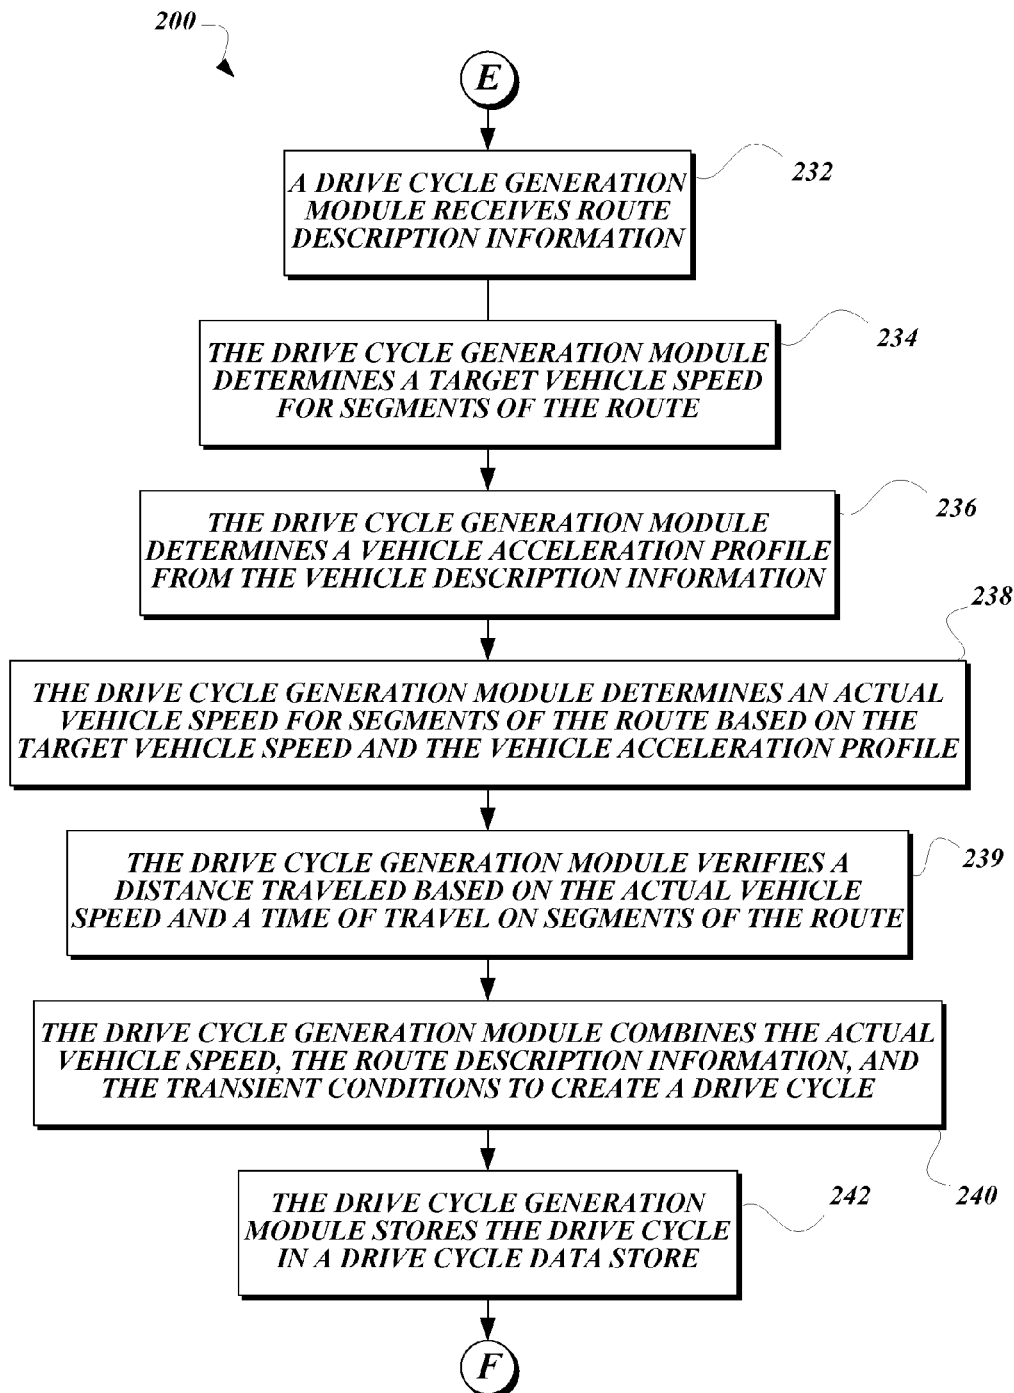 200
E
A DRIVE CYCLE GENERATION
MODULE RECEIVES ROUTE
DESCRIPTION INFORMATION
232
THE DRIVE CYCLE GENERATION MODULE
DETERMINES A TARGET VEHICLE SPEED
FOR SEGMENTS OF THE ROUTE
234
THE DRIVE CYCLE GENERATION MODULE
DETERMINES A VEHICLE ACCELERATION PROFILE
FROM THE VEHICLE DESCRIPTION INFORMATION
236
THE DRIVE CYCLE GENERATION MODULE DETERMINES AN ACTUAL
VEHICLE SPEED FOR SEGMENTS OF THE ROUTE BASED ON THE
TARGET VEHICLE SPEED AND THE VEHICLE ACCELERATION PROFILE
238
THE DRIVE CYCLE GENERATION MODULE VERIFIES A
DISTANCE TRAVELED BASED ON THE ACTUAL VEHICLE
SPEED AND A TIME OF TRAVEL ON SEGMENTS OF THE ROUTE
239
THE DRIVE CYCLE GENERATION MODULE COMBINES THE ACTUAL
VEHICLE SPEED, THE ROUTE DESCRIPTION INFORMATION, AND
THE TRANSIENT CONDITIONS TO CREATE A DRIVE CYCLE
240
THE DRIVE CYCLE GENERATION
MODULE STORES THE DRIVE CYCLE
IN A DRIVE CYCLE DATA STORE
242
F